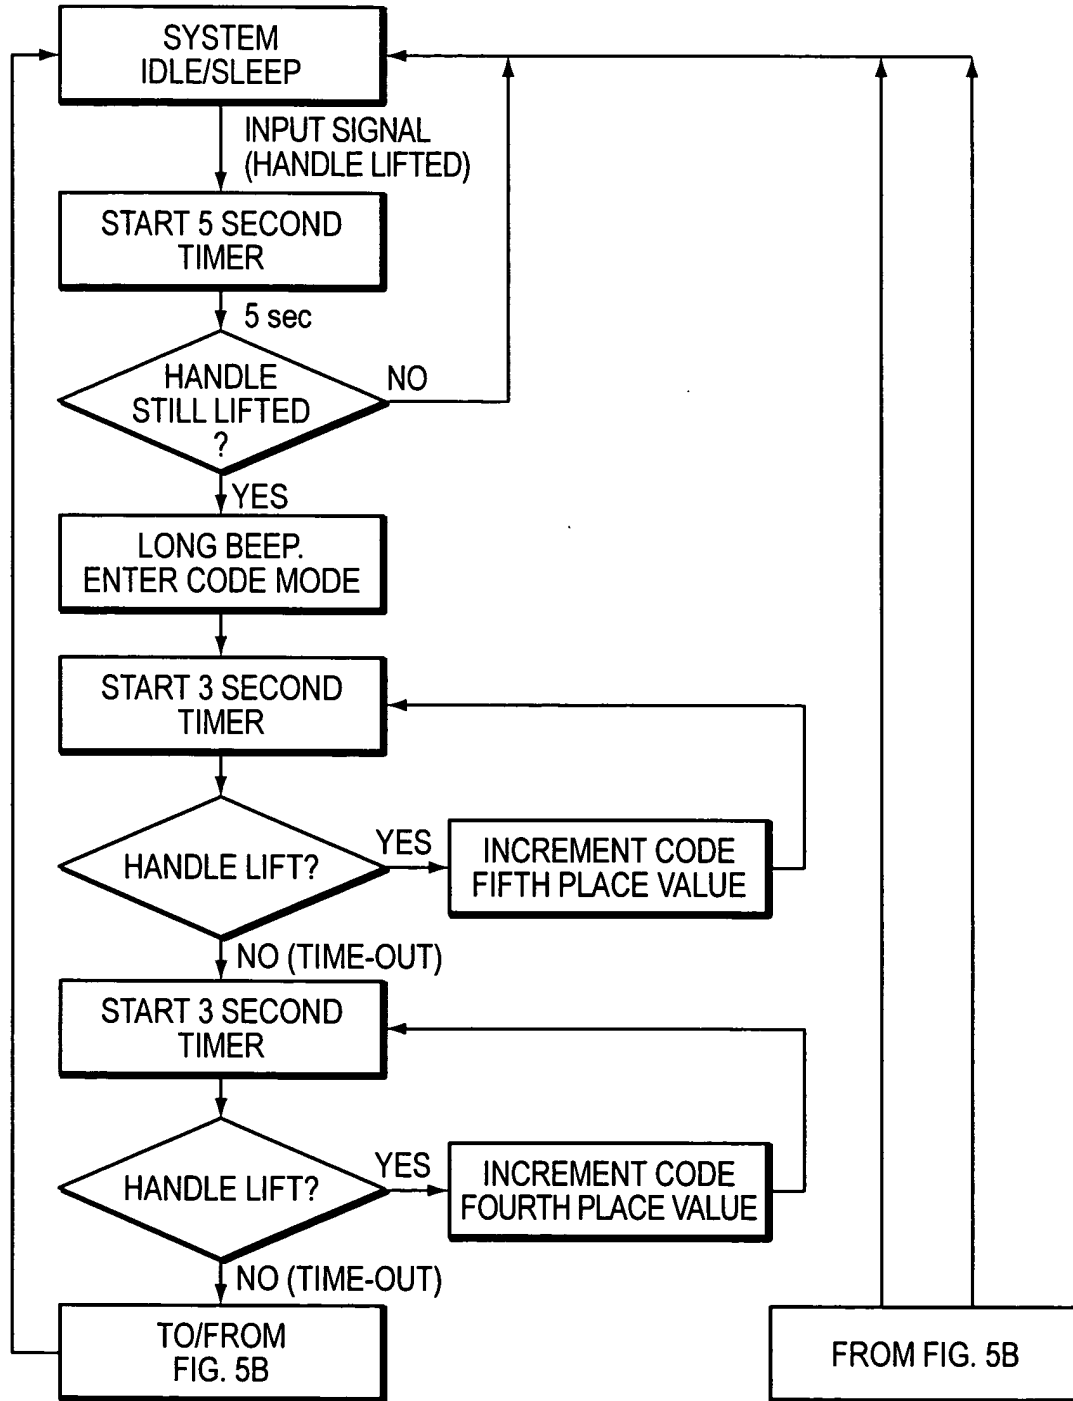 SYSTEM
IDLE/SLEEP
INPUT SIGNAL
(HANDLE LIFTED)
START 5 SECOND
TIMER
5 sec
HANDLE
STILL LIFTED
?
NO
YES
LONG BEEP.
ENTER CODE MODE
START 3 SECOND
TIMER
HANDLE LIFT?
YES
INCREMENT CODE
FIFTH PLACE VALUE
NO (TIME-OUT)
START 3 SECOND
TIMER
HANDLE LIFT?
YES
INCREMENT CODE
FOURTH PLACE VALUE
NO (TIME-OUT)
TO/FROM
FIG. 5B
FROM FIG. 5B